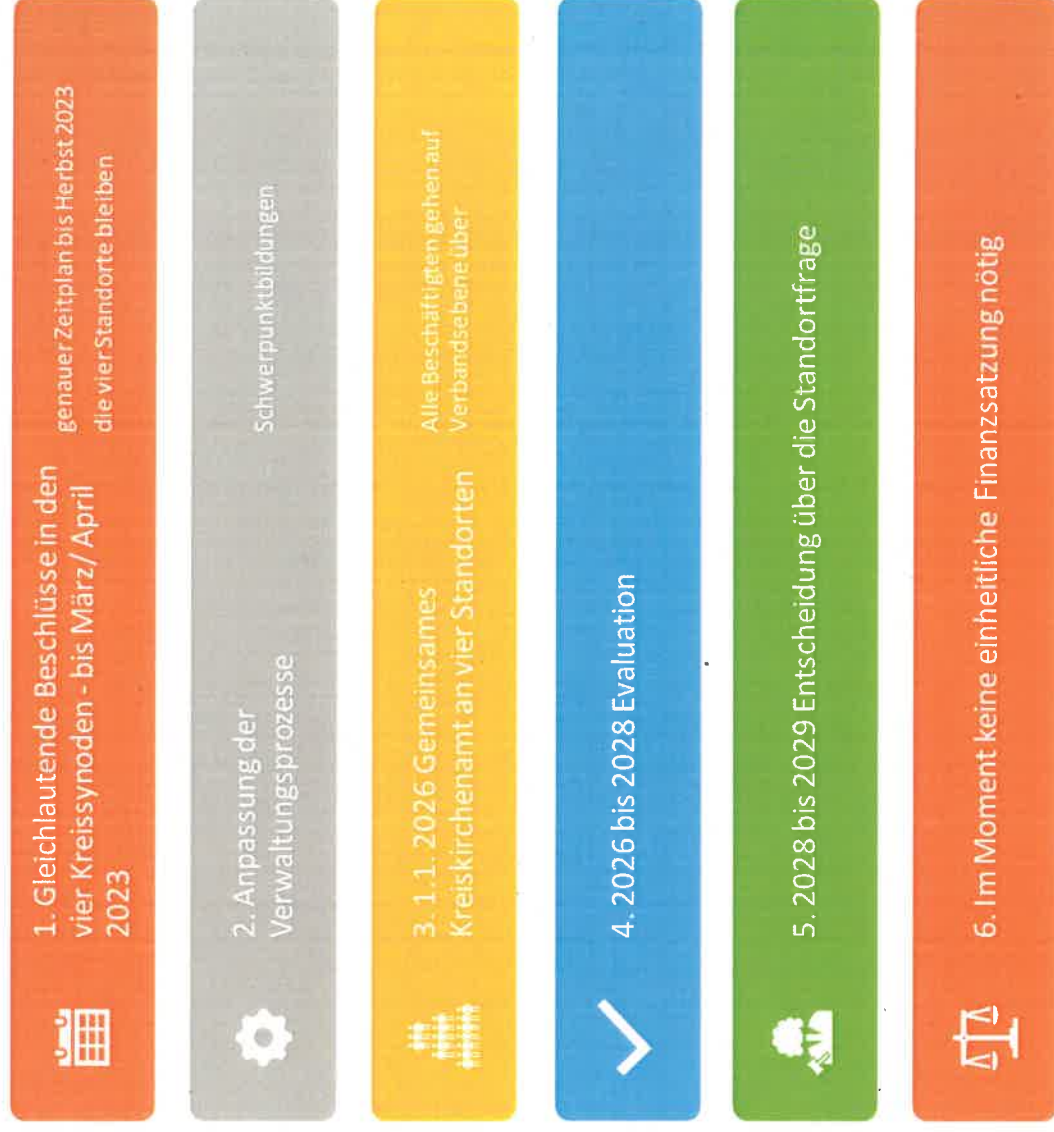 1. Gleichlautende Beschlüsse in den
vier Kreissynoden - bis März/ April
2023
genauer Zeitplan bis Herbst 2023
die vier Standorte bleiben
2. Anpassung der
Verwaltungsprozesse
Schwerpunktbildungen
3. 1.1. 2026 Gemeinsames
Kreiskirchenamt an vier Standorten
Alle Beschäftigten gehen auf
Verbandsebene über
4. 2026 bis 2028 Evaluation
5. 2028 bis 2029 Entscheidung über die Standortfrage
6. Im Moment keine einheitliche Finanzsatzung nötig